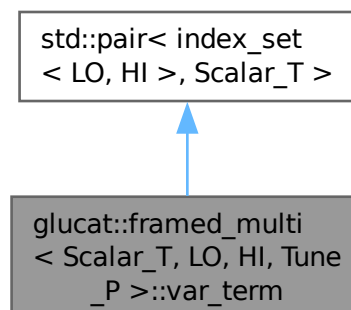 std::pair< index_set
< LO, HI >, Scalar_T >
glucat::framed_multi
< Scalar_T, LO, HI, Tune
_P >::var_term